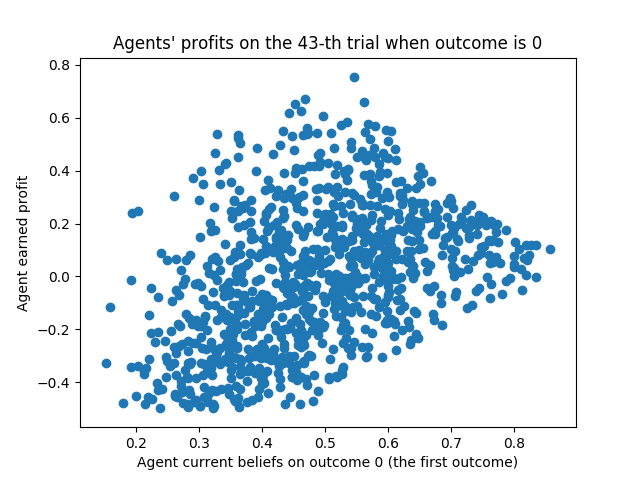 Agents' profits on the 43-th trial when outcome is 0
0.8
0.6
0.4
0.2
0.0
−0.2
−0.4
Agent earned profit
0.2 0.3 0.4 0.5 0.6 0.7 0.8
Agent current beliefs on outcome 0 (the first outcome)